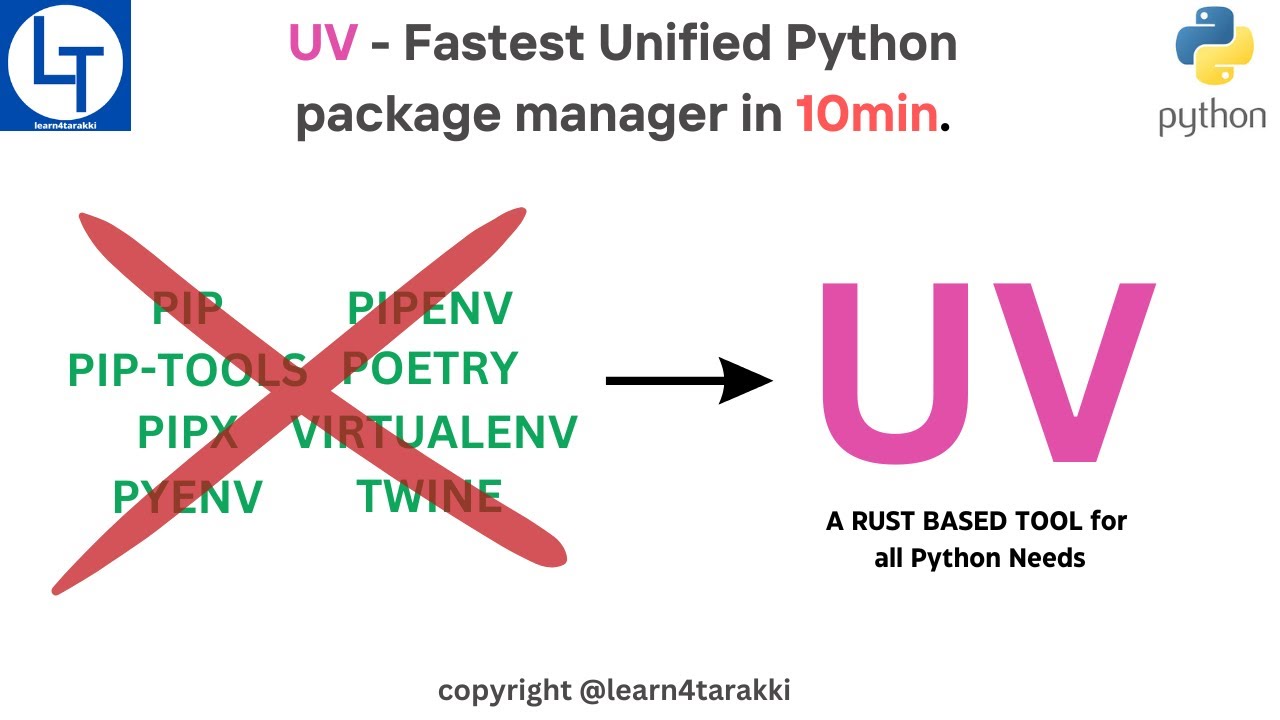 LT
learn4tarakki
UV - Fastest Unified Python
package manager in 10min.
python
PIP PIPENV
PIP-TOOLS POETRY
PIPX VIRTUALENV
PYENV TWINE
UV
A RUST BASED TOOL for
all Python Needs
copyright @learn4tarakki